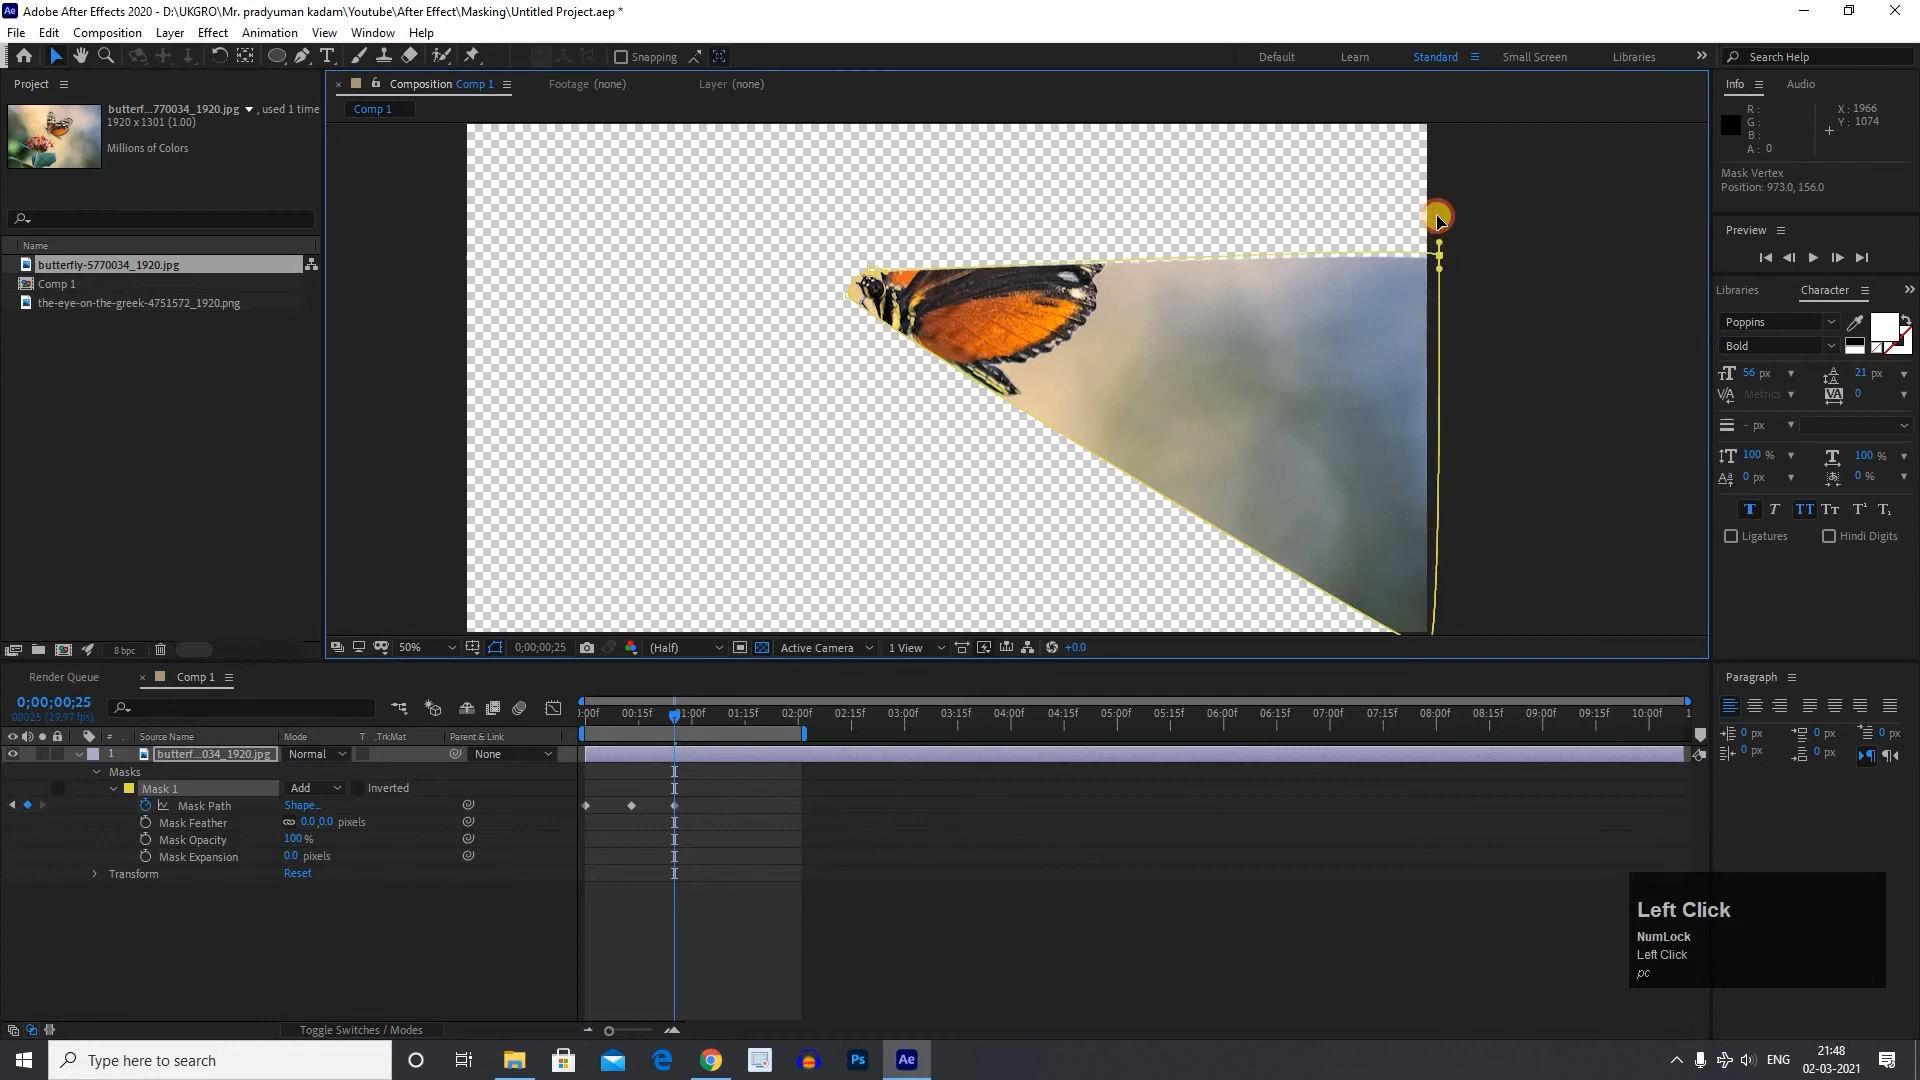 Adobe After Effects 2020 - D:\UKGRO\Mr. pradyuman kadam\Youtube\After Effect\Masking\Untitled Project.aep *
File Edit Composition Layer Effect Animation View Window Help
Snapping Default Learn Standard Small Screen Libraries Search Help
Project
butterf...770034_1920.jpg , used 1 time
1920 x 1301 (1.00)
Millions of Colors
Name
butterfly-5770034_1920.jpg
Comp 1
the-eye-on-the-greek-4751572_1920.png
8 bpc
Composition Comp 1 Footage (none) Layer (none)
Comp 1
50% 0;00;00;25 (Half) Active Camera 1 View +0.0
Info Audio
R :
G :
B :
A : 0
X : 1966
Y : 1074
Mask Vertex
Position: 973.0, 156.0
Preview
Libraries Character
Poppins
Bold
56 px 21 px
Metrics 0
- px
100 % 100 %
0 px 0 %
Ligatures Hindi Digits
Paragraph
0 px 0 px 0 px
0 px 0 px
Render Queue Comp 1
0;00;00;25
00025 (29.97 fps)
:00f 00:15f 01:00f 01:15f 02:00f 02:15f 03:00f 03:15f 04:00f 04:15f 05:00f 05:15f 06:00f 06:15f 07:00f 07:15f 08:00f 08:15f 09:00f 09:15f 10:00f 1
# Source Name Mode T .TrkMat Parent & Link
1 butterf...034_1920.jpg Normal None
Masks
Mask 1 Add Inverted
Mask Path Shape...
Mask Feather 0.0,0.0 pixels
Mask Opacity 100 %
Mask Expansion 0.0 pixels
Transform Reset
Toggle Switches / Modes
Left Click
NumLock
Left Click
pc
Type here to search
Ps Ae
ENG
21:48
02-03-2021